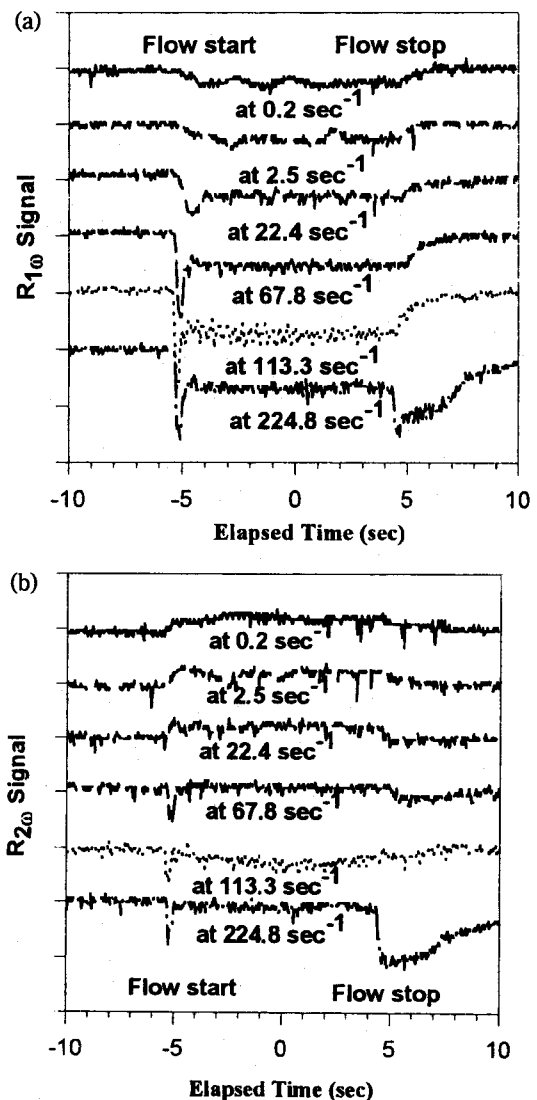 (a)
Flow start Flow stop
at 0.2 sec-1
at 2.5 sec-1
at 22.4 sec-1
at 67.8 sec-1
at 113.3 sec-1
at 224.8 sec-1
R1ω Signal
-10 -5 0 5 10
Elapsed Time (sec)
(b)
at 0.2 sec-
at 2.5 sec-
at 22.4 sec-
at 67.8 sec-
at 113.3 sec-1
at 224.8 sec-1
R2ω Signal
Flow start Flow stop
-10 -5 0 5 10
Elapsed Time (sec)